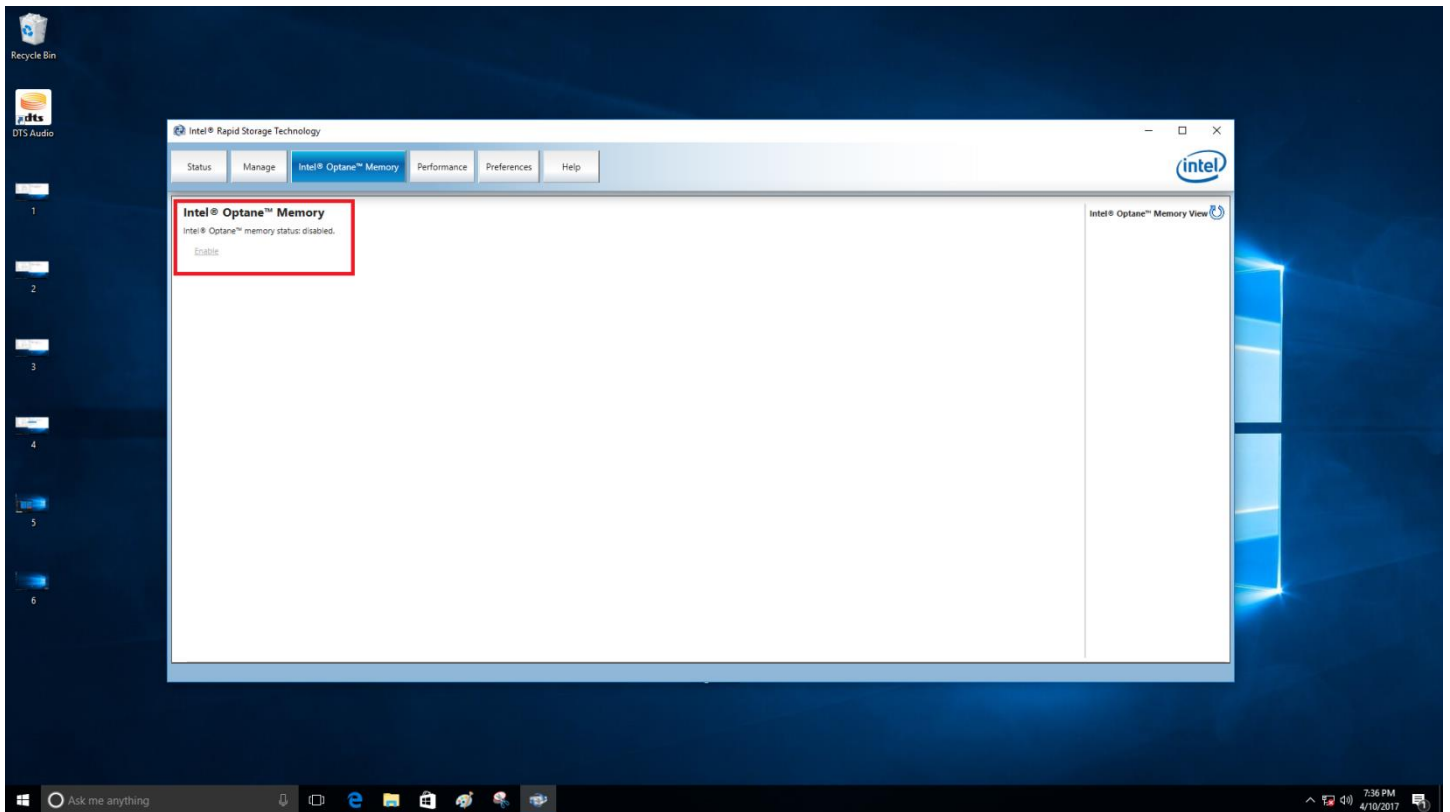 Recycle Bin
dts
DTS Audio
1
2
3
4
5
6
Intel® Rapid Storage Technology
Status Manage Intel® Optane™ Memory Performance Preferences Help
intel
Intel® Optane™ Memory
Intel® Optane™ memory status: disabled.
Enable
Intel® Optane™ Memory View
Ask me anything
7:36 PM
4/10/2017